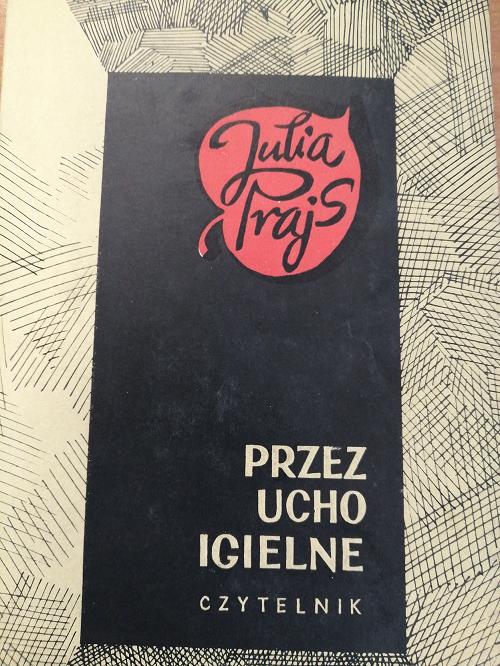 Julia
Prajs
PRZEZ
UCHO
IGIELNE
CZYTELNIK